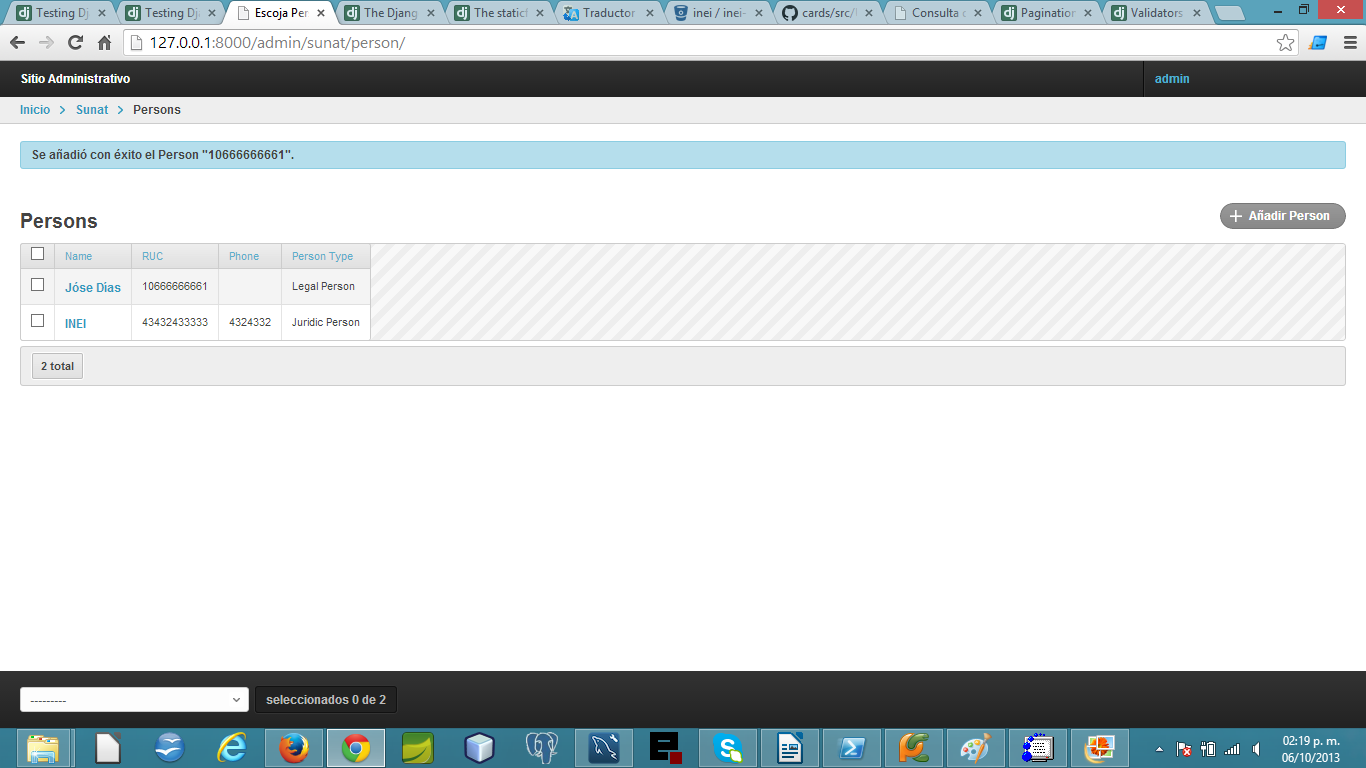 Testing Dj
Testing Dj
Escoja Per
The Djang
The staticf
Traductor
inei / inei-
cards/src/
Consulta
Pagination
Validators
127.0.0.1:8000/admin/sunat/person/
Sitio Administrativo
admin
Inicio > Sunat > Persons
Se añadió con éxito el Person "10666666661".
Persons
+ Añadir Person
Name RUC Phone Person Type
Jóse Dias 10666666661 Legal Person
INEI 43432433333 4324332 Juridic Person
2 total
---------
seleccionados 0 de 2
02:19 p. m.
06/10/2013